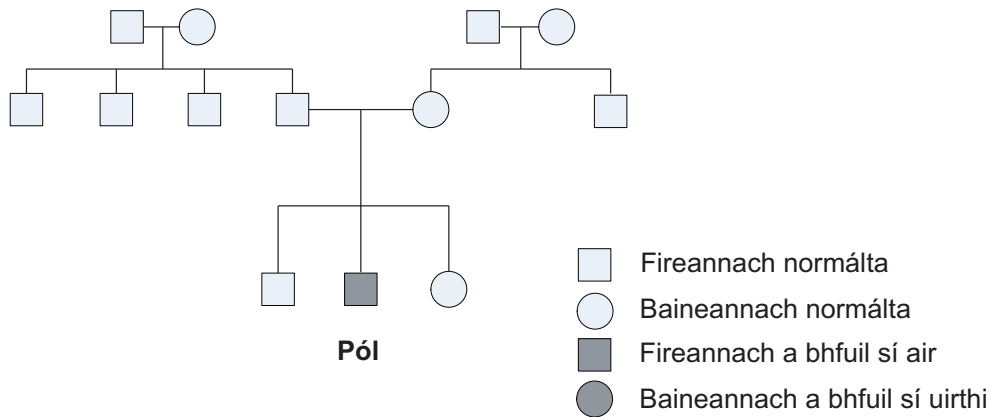 Pól
Fireannach normálta
Baineannach normálta
Fireannach a bhfuil sí air
Baineannach a bhfuil sí uirthi